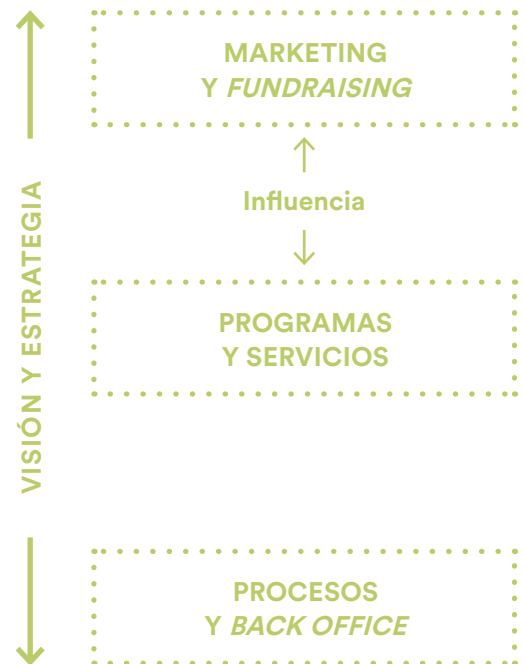 MARKETING
Y FUNDRAISING
Influencia
VISIÓN Y ESTRATEGIA
PROGRAMAS
Y SERVICIOS
PROCESOS
Y BACK OFFICE